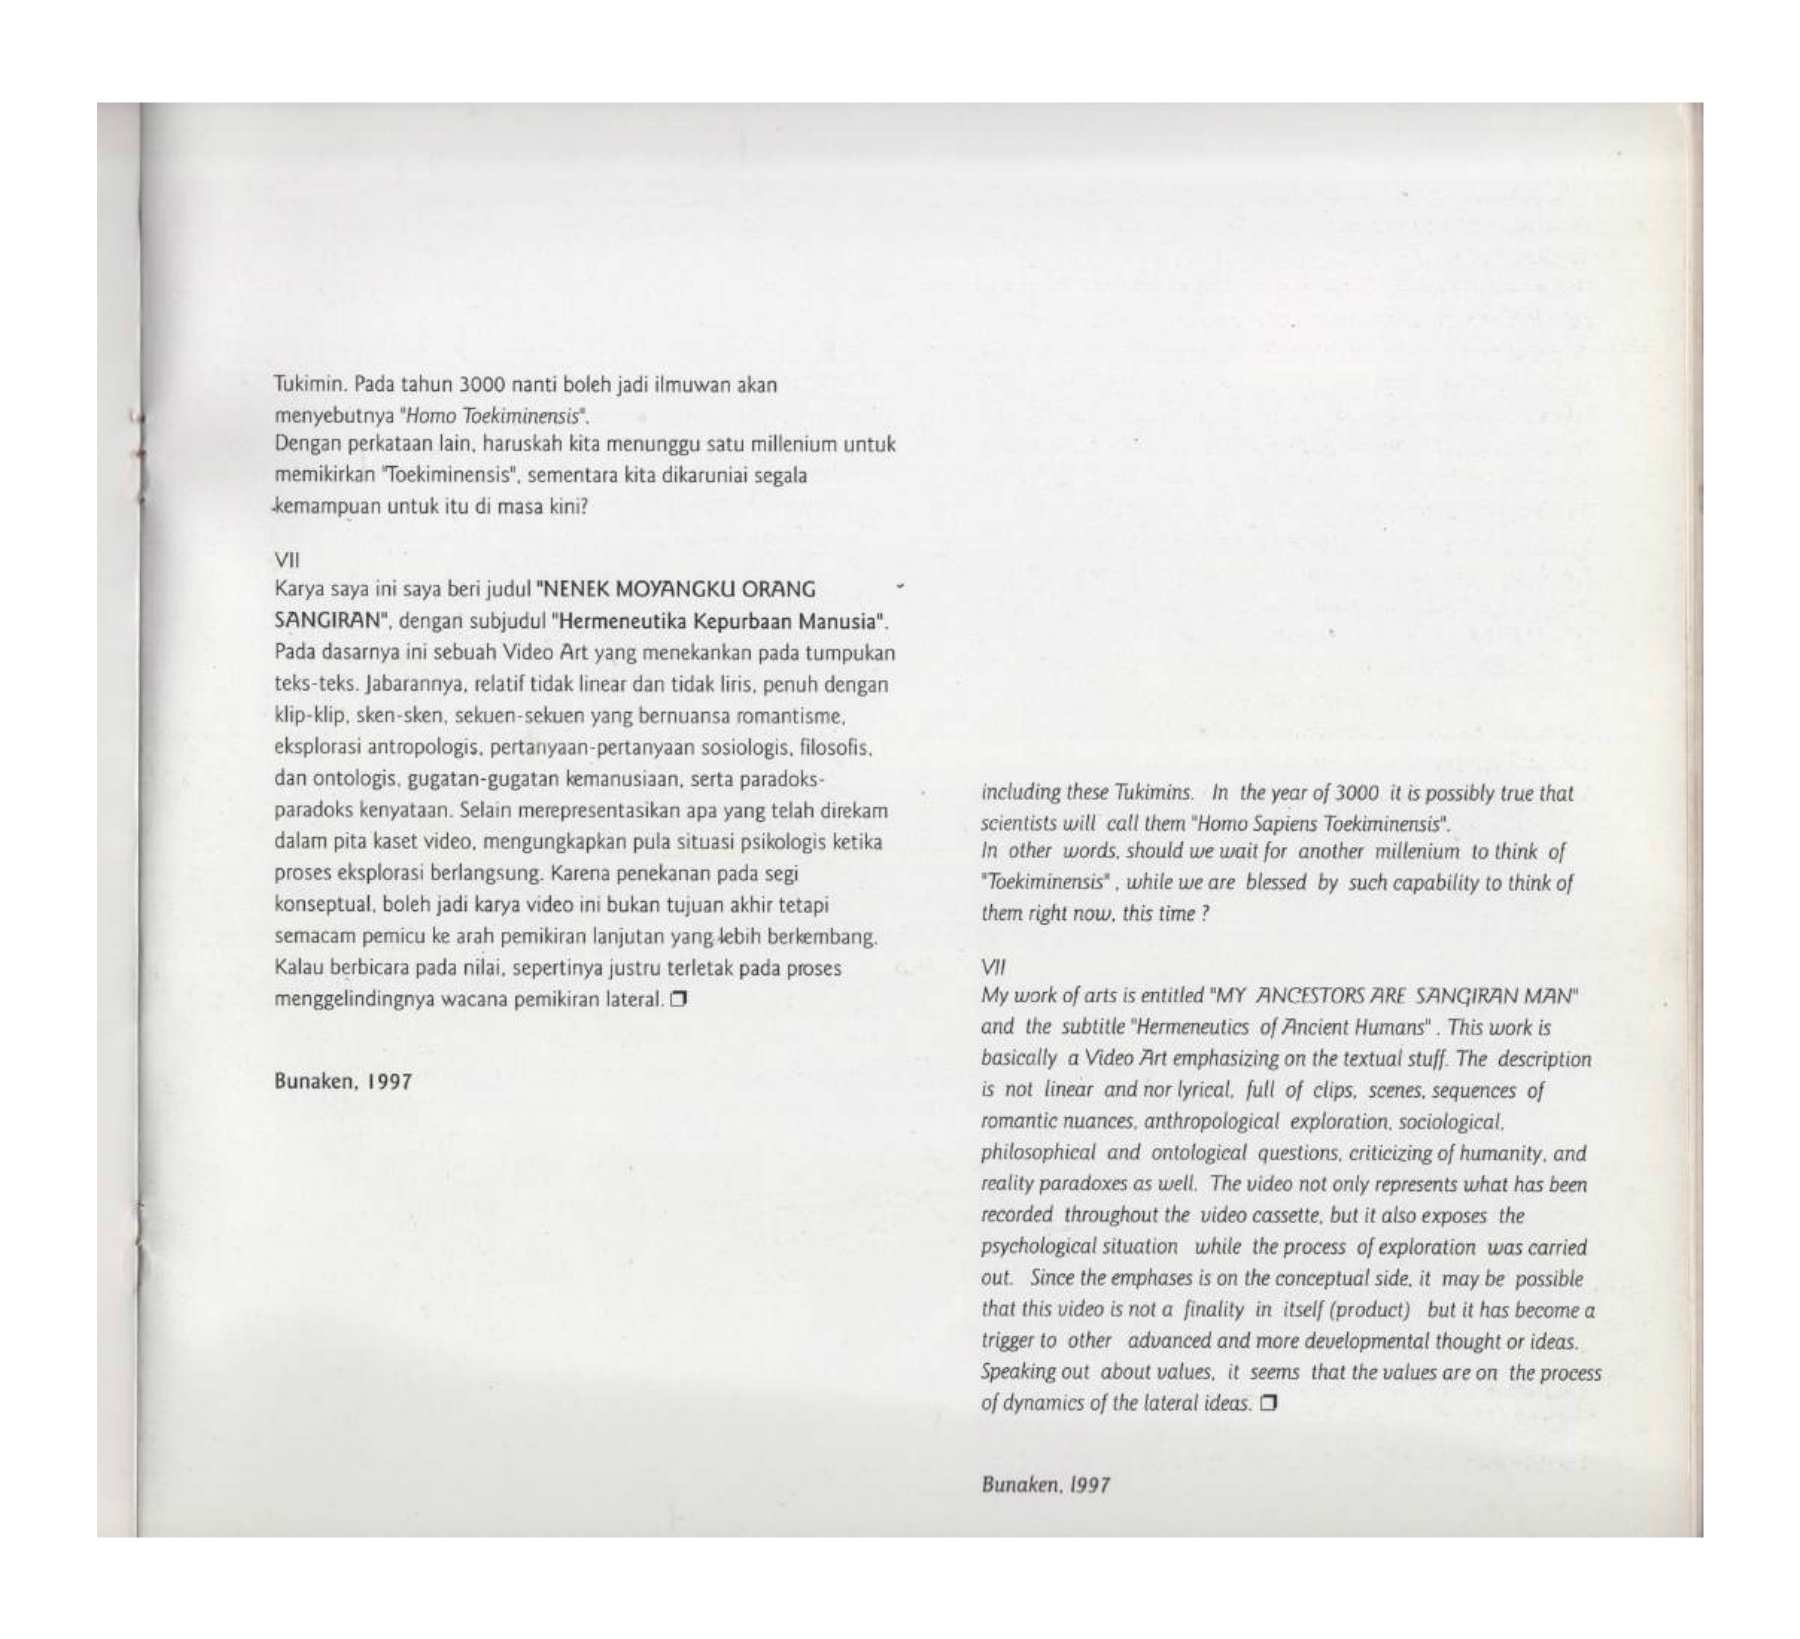 Tukimin. Pada tahun 3000 nanti boleh jadi ilmuwan akan
menyebutnya "Homo Toekiminensis".
Dengan perkataan lain, haruskah kita menunggu satu millenium untuk
memikirkan "Toekiminensis", sementara kita dikaruniai segala
kemampuan untuk itu di masa kini?
VII
Karya saya ini saya beri judul "NENEK MOYANGKU ORANG
SANGIRAN", dengan subjudul "Hermeneutika Kepurbaan Manusia".
Pada dasarnya ini sebuah Video Art yang menekankan pada tumpukan
teks-teks. Jabarannya, relatif tidak linear dan tidak liris, penuh dengan
klip-klip, sken-sken, sekuen-sekuen yang bernuansa romantisme,
eksplorasi antropologis, pertanyaan-pertanyaan sosiologis, filosofis,
dan ontologis, gugatan-gugatan kemanusiaan, serta paradoks-
paradoks kenyataan. Selain merepresentasikan apa yang telah direkam
dalam pita kaset video, mengungkapkan pula situasi psikologis ketika
proses eksplorasi berlangsung. Karena penekanan pada segi
konseptual, boleh jadi karya video ini bukan tujuan akhir tetapi
semacam pemicu ke arah pemikiran lanjutan yang lebih berkembang.
Kalau berbicara pada nilai, sepertinya justru terletak pada proses
menggelindingnya wacana pemikiran lateral. ❒
Bunaken, 1997
including these Tukimins. In the year of 3000 it is possibly true that
scientists will call them "Homo Sapiens Toekiminensis".
In other words, should we wait for another millenium to think of
"Toekiminensis" , while we are blessed by such capability to think of
them right now, this time ?
VII
My work of arts is entitled "MY ANCESTORS ARE SANGIRAN MAN"
and the subtitle "Hermeneutics of Ancient Humans" . This work is
basically a Video Art emphasizing on the textual stuff. The description
is not linear and nor lyrical, full of clips, scenes, sequences of
romantic nuances, anthropological exploration, sociological,
philosophical and ontological questions, criticizing of humanity, and
reality paradoxes as well. The video not only represents what has been
recorded throughout the video cassette, but it also exposes the
psychological situation while the process of exploration was carried
out. Since the emphases is on the conceptual side, it may be possible
that this video is not a finality in itself (product) but it has become a
trigger to other advanced and more developmental thought or ideas.
Speaking out about values, it seems that the values are on the process
of dynamics of the lateral ideas. ❒
Bunaken, 1997